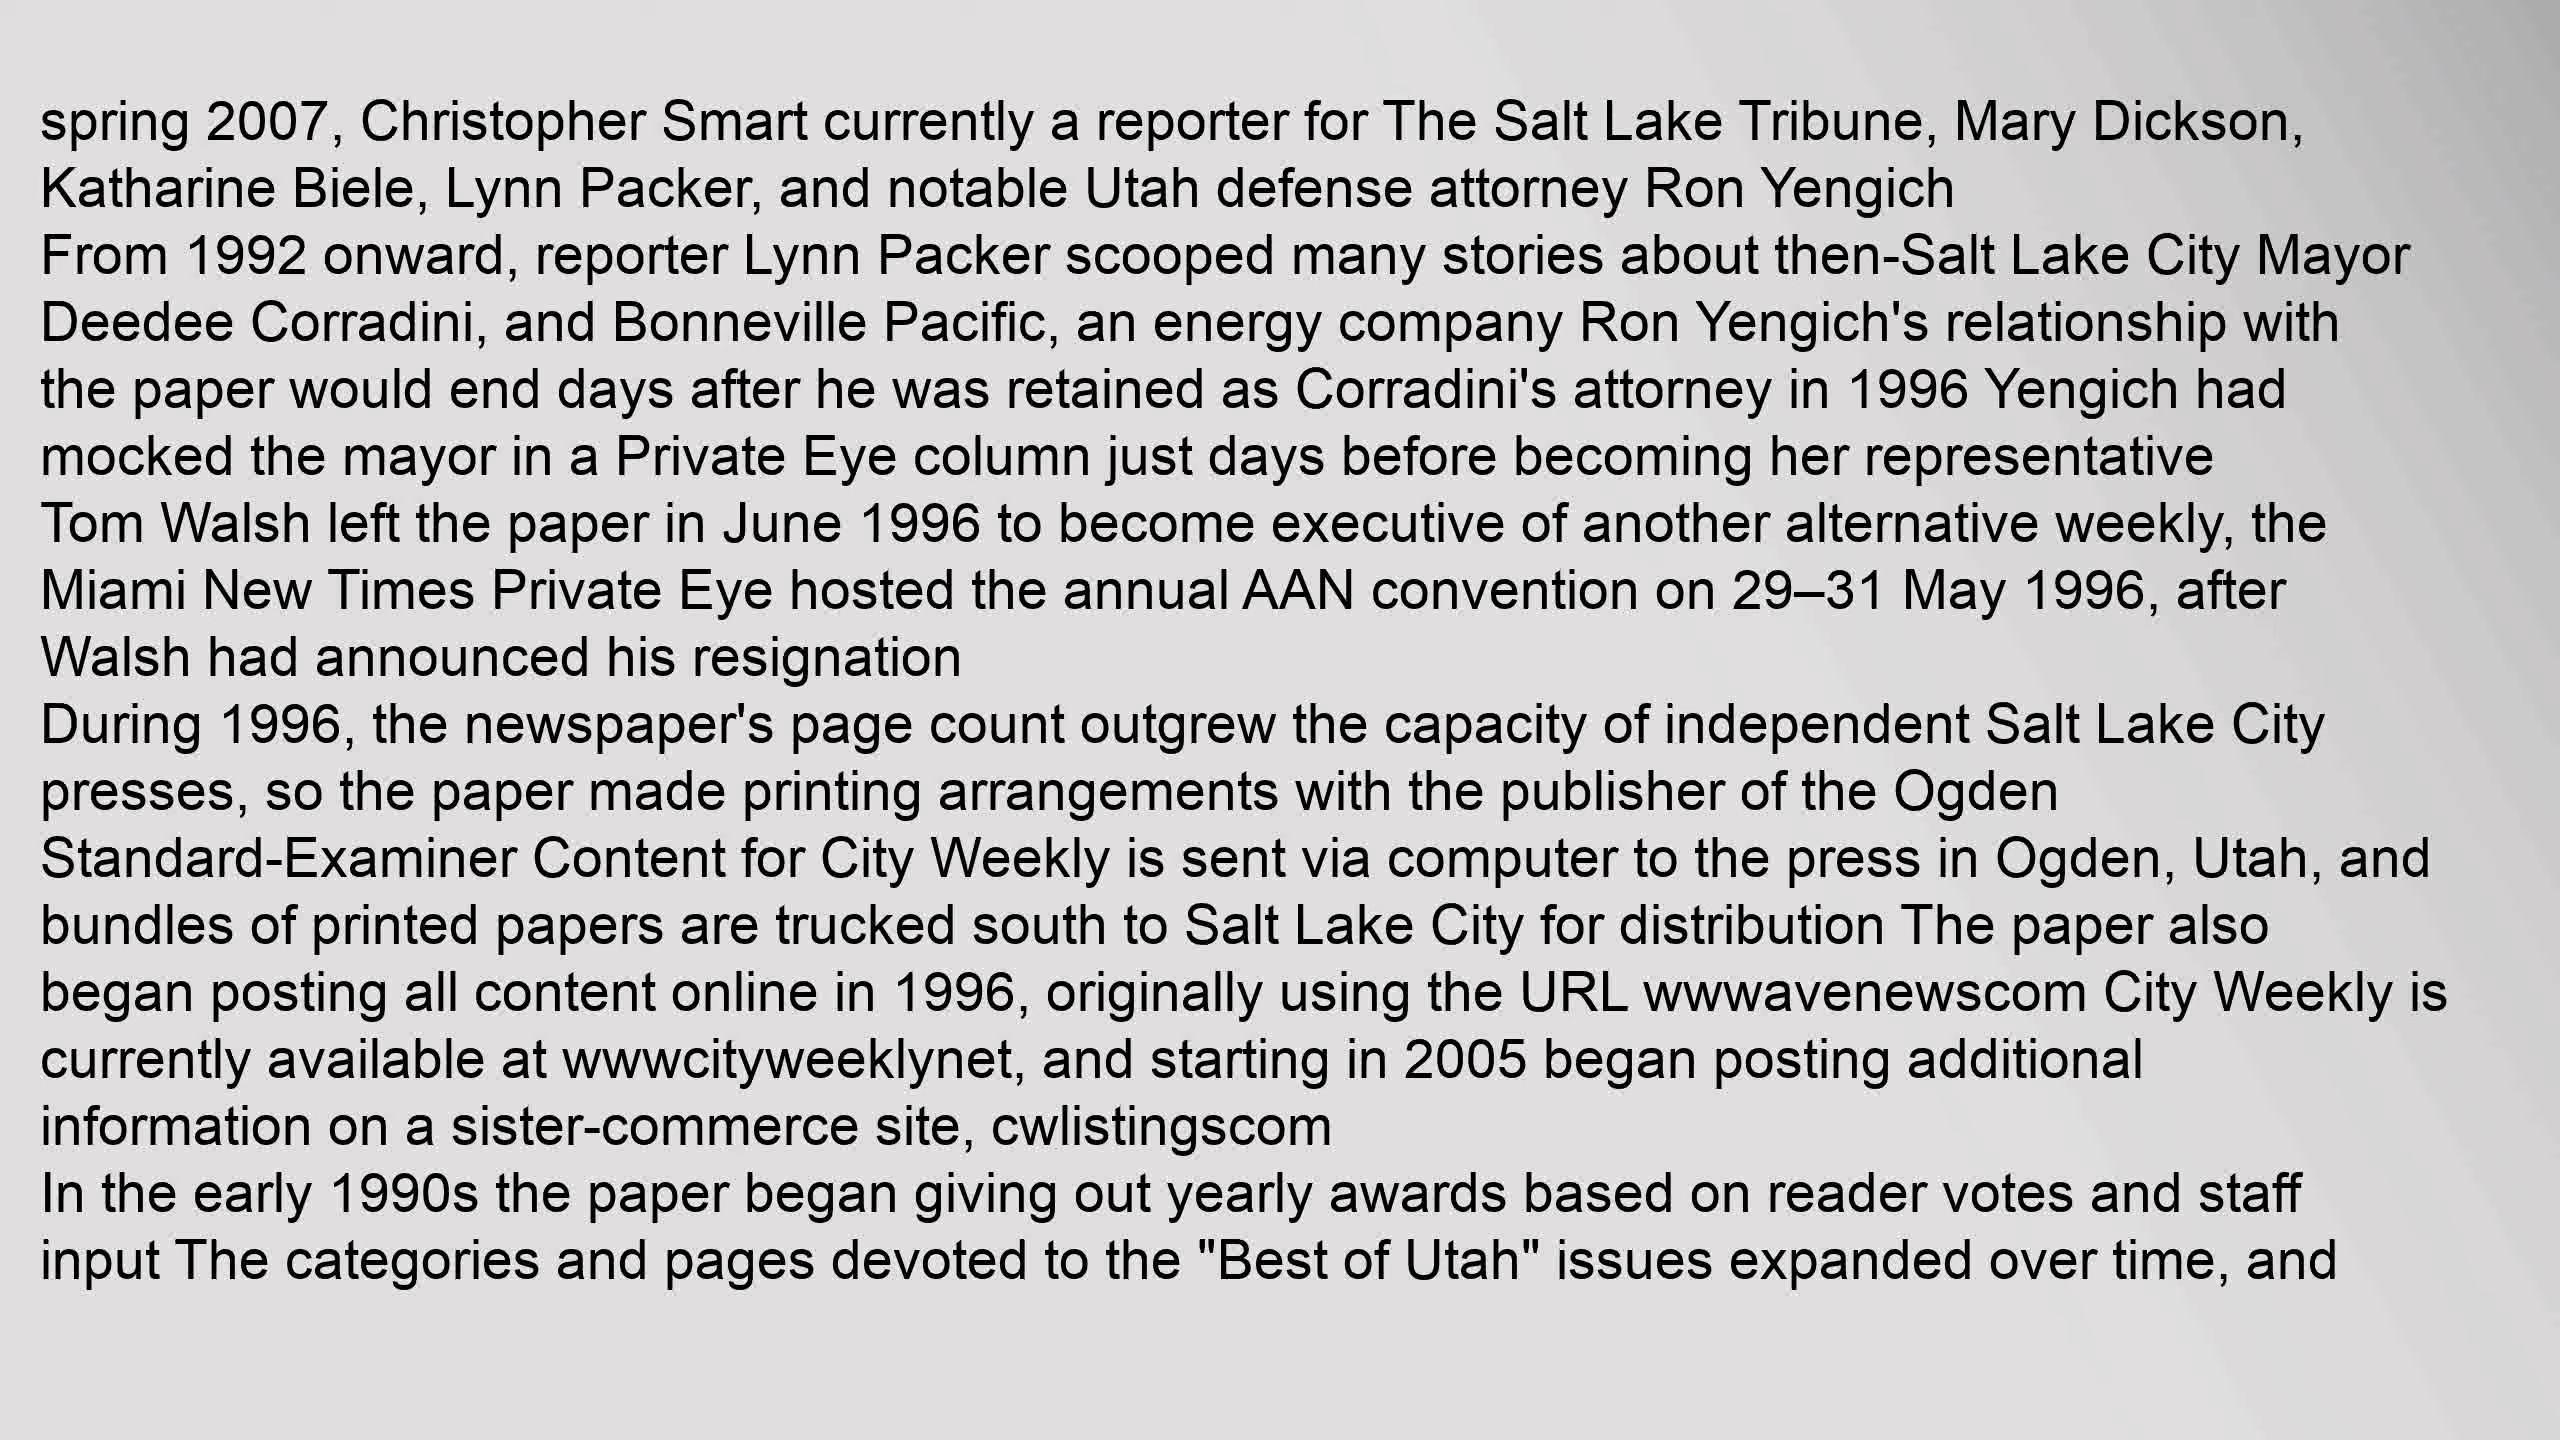 spring 2007, Christopher Smart currently a reporter for The Salt Lake Tribune, Mary Dickson,
Katharine Biele, Lynn Packer, and notable Utah defense attorney Ron Yengich
From 1992 onward, reporter Lynn Packer scooped many stories about then-Salt Lake City Mayor
Deedee Corradini, and Bonneville Pacific, an energy company Ron Yengich's relationship with
the paper would end days after he was retained as Corradini's attorney in 1996 Yengich had
mocked the mayor in a Private Eye column just days before becoming her representative
Tom Walsh left the paper in June 1996 to become executive of another alternative weekly, the
Miami New Times Private Eye hosted the annual AAN convention on 29–31 May 1996, after
Walsh had announced his resignation
During 1996, the newspaper's page count outgrew the capacity of independent Salt Lake City
presses, so the paper made printing arrangements with the publisher of the Ogden
Standard-Examiner Content for City Weekly is sent via computer to the press in Ogden, Utah, and
bundles of printed papers are trucked south to Salt Lake City for distribution The paper also
began posting all content online in 1996, originally using the URL wwwavenewscom City Weekly is
currently available at wwwcityweeklynet, and starting in 2005 began posting additional
information on a sister-commerce site, cwlistingscom
In the early 1990s the paper began giving out yearly awards based on reader votes and staff
input The categories and pages devoted to the "Best of Utah" issues expanded over time, and